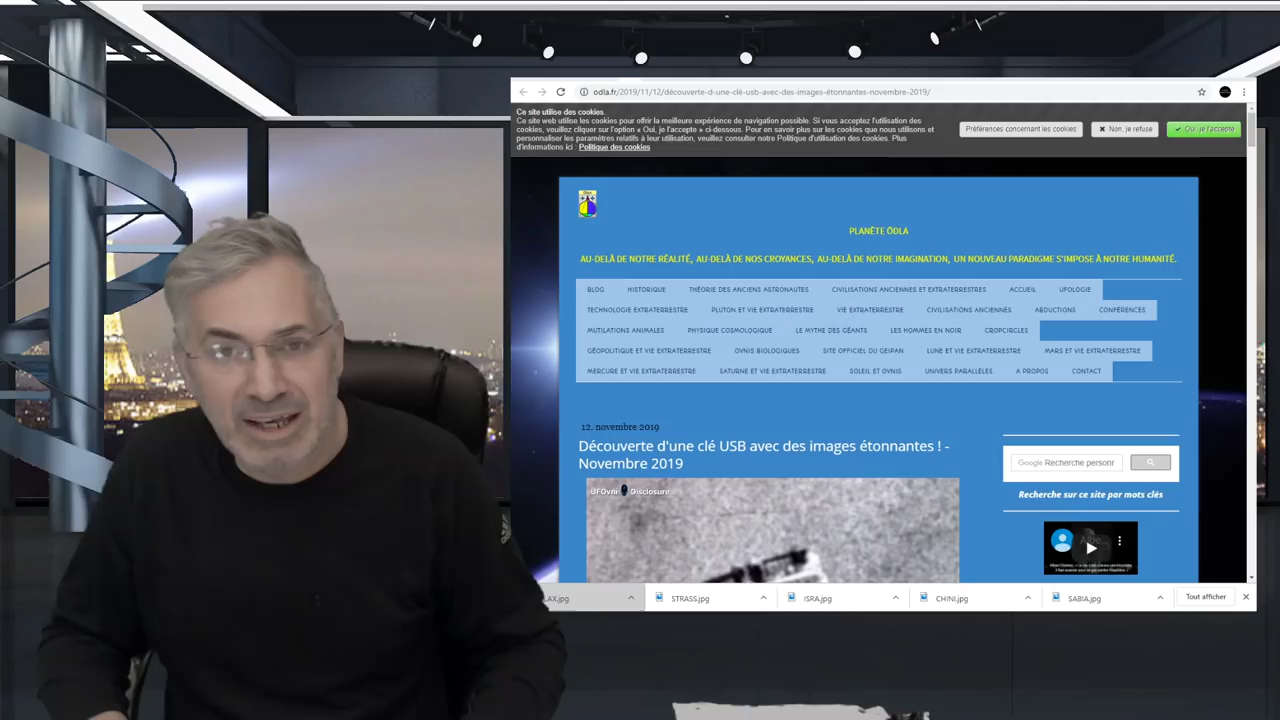 odla.fr/2019/11/12/découverte-d-une-clé-usb-avec-des-images-étonnantes-novembre-2019/
Ce site utilise des cookies.
Ce site web utilise les cookies pour offrir la meilleure expérience de navigation possible. Si vous acceptez l'utilisation des
cookies, veuillez cliquer sur l'option « Oui, je l'accepte » ci-dessous. Pour en savoir plus sur les cookies que nous utilisons et
personnaliser les paramètres relatifs à leur utilisation, veuillez consulter notre Politique d'utilisation des cookies. Plus
d'informations ici : Politique des cookies
Préférences concernant les cookies
Non, je refuse
Oui, je l'accepte
PLANÈTE ÔDLA
AU-DELÀ DE NOTRE RÉALITÉ, AU-DELÀ DE NOS CROYANCES, AU-DELÀ DE NOTRE IMAGINATION, UN NOUVEAU PARADIGME S'IMPOSE À NOTRE HUMANITÉ.
BLOG HISTORIQUE THÉORIE DES ANCIENS ASTRONAUTES CIVILISATIONS ANCIENNES ET EXTRATERRESTRES ACCUEIL UFOLOGIE
TECHNOLOGIE EXTRATERRESTRE PLUTON ET VIE EXTRATERRESTRE VIE EXTRATERRESTRE CIVILISATIONS ANCIENNES ABDUCTIONS CONFÉRENCES
MUTILATIONS ANIMALES PHYSIQUE COSMOLOGIQUE LE MYTHE DES GÉANTS LES HOMMES EN NOIR CROPCIRCLES
GÉOPOLITIQUE ET VIE EXTRATERRESTRE OVNIS BIOLOGIQUES SITE OFFICIEL DU GEIPAN LUNE ET VIE EXTRATERRESTRE MARS ET VIE EXTRATERRESTRE
MERCURE ET VIE EXTRATERRESTRE SATURNE ET VIE EXTRATERRESTRE SOLEIL ET OVNIS UNIVERS PARALLÈLES A PROPOS CONTACT
12. novembre 2019
Découverte d'une clé USB avec des images étonnantes ! -
Novembre 2019
UFOvni Disclosure
Google Recherche personr
Recherche sur ce site par mots clés
AX.jpg STRASS.jpg ISRA.jpg CHINI.jpg SABIA.jpg Tout afficher